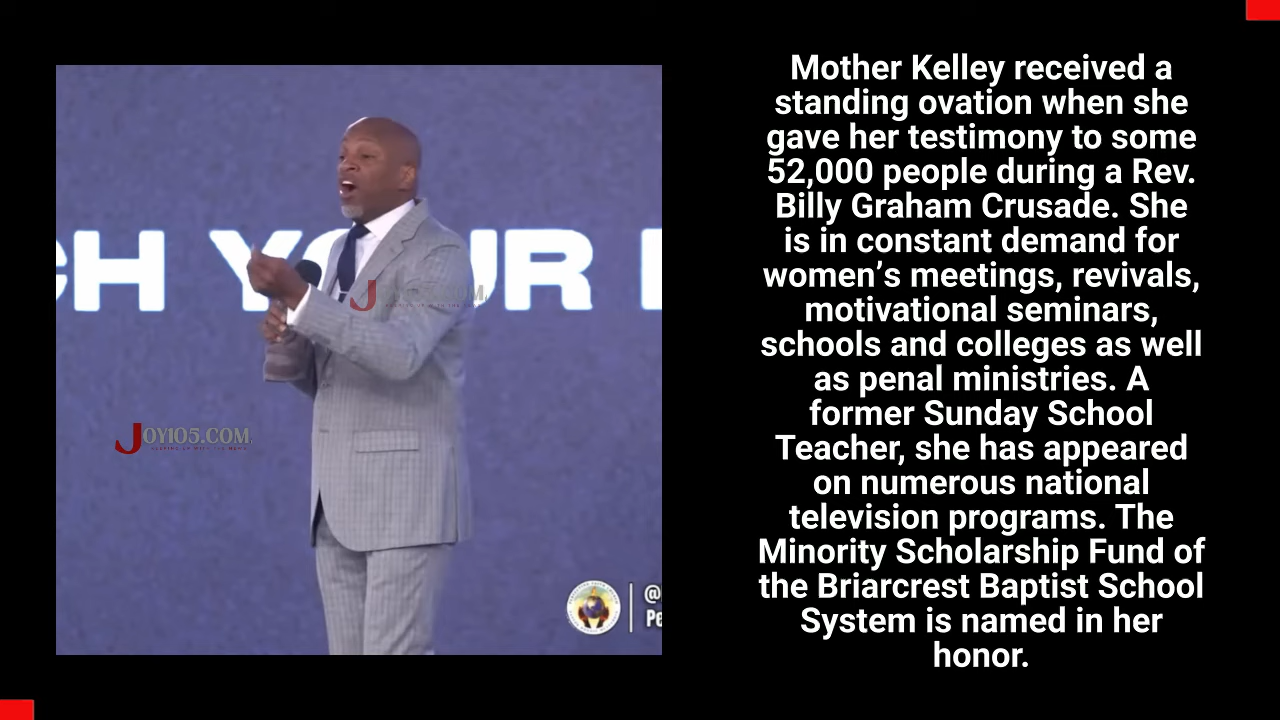 Mother Kelley received a
standing ovation when she
gave her testimony to some
52,000 people during a Rev.
Billy Graham Crusade. She
is in constant demand for
women’s meetings, revivals,
motivational seminars,
schools and colleges as well
as penal ministries. A
former Sunday School
Teacher, she has appeared
on numerous national
television programs. The
Minority Scholarship Fund of
the Briarcrest Baptist School
System is named in her
honor.
CH YOUR
JOY105.COM
@
Pe